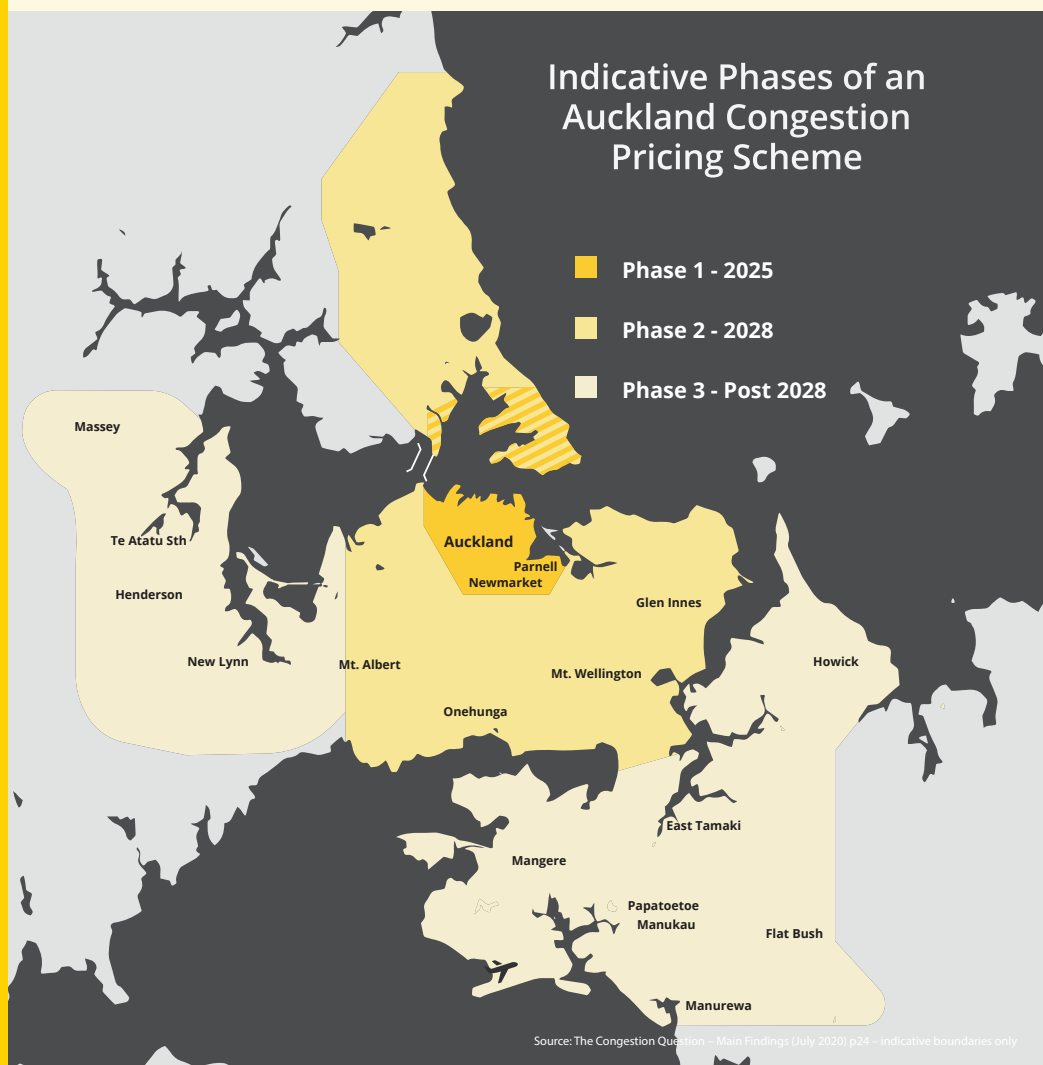 Indicative Phases of an
Auckland Congestion
Pricing Scheme
Phase 1 - 2025
Phase 2 - 2028
Phase 3 - Post 2028
Massey
Te Atatu Sth
Henderson
New Lynn
Auckland
Parnell
Newmarket
Glen Innes
Mt. Albert
Mt. Wellington
Onehunga
Howick
East Tamaki
Mangere
Papatoetoe
Manukau
Flat Bush
Manurewa
Source: The Congestion Question – Main Findings (July 2020) p24 – indicative boundaries only